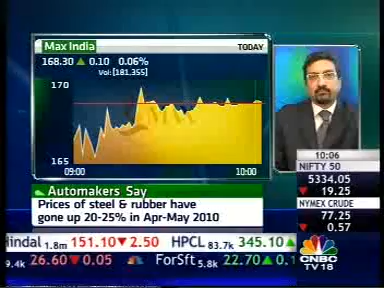 Max India
TODAY
168.30 ▲ 0.10 0.06%
Vol: [181,355]
170
165
09:00
10:00
10:06
NIFTY 50
5334.05
▼ 19.25
NYMEX CRUDE
77.25
▼ 0.57
Automakers Say
Prices of steel & rubber have
gone up 20-25% in Apr-May 2010
Hindal 1.8m 151.10 ▼ 2.50 HPCL 83.7k 345.10 ▲
9.4k 26.60 ▼ 0.05 ForSft 5.8k 22.70 ▲ 0.1
CNBC
TV18